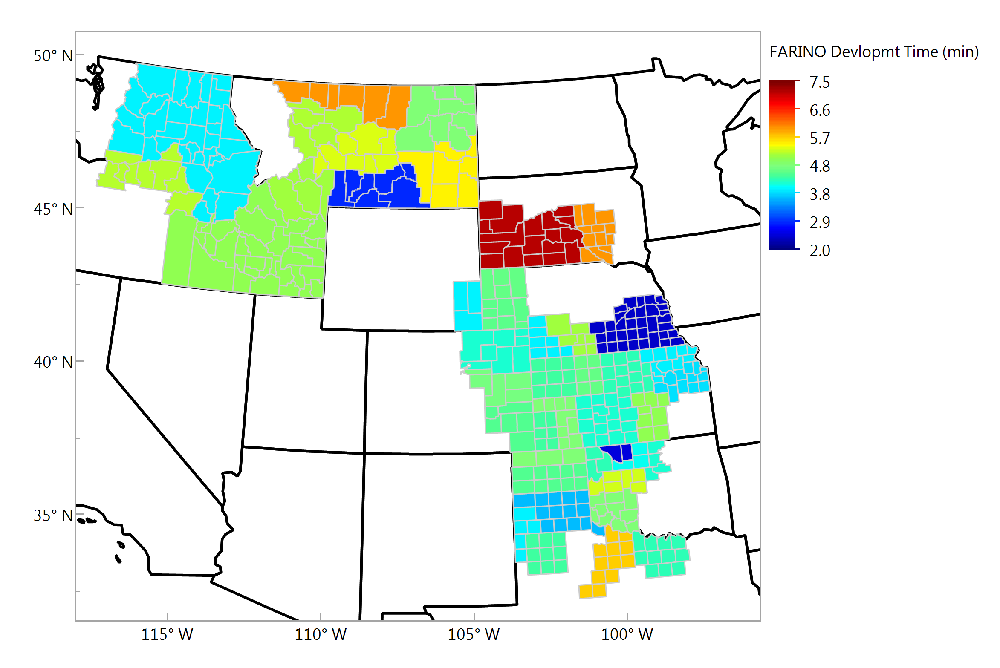 FARINO Devlopmt Time (min)
7.5
6.6
5.7
4.8
3.8
2.9
2.0
50° N
45° N
40° N
35° N
115° W
110° W
105° W
100° W